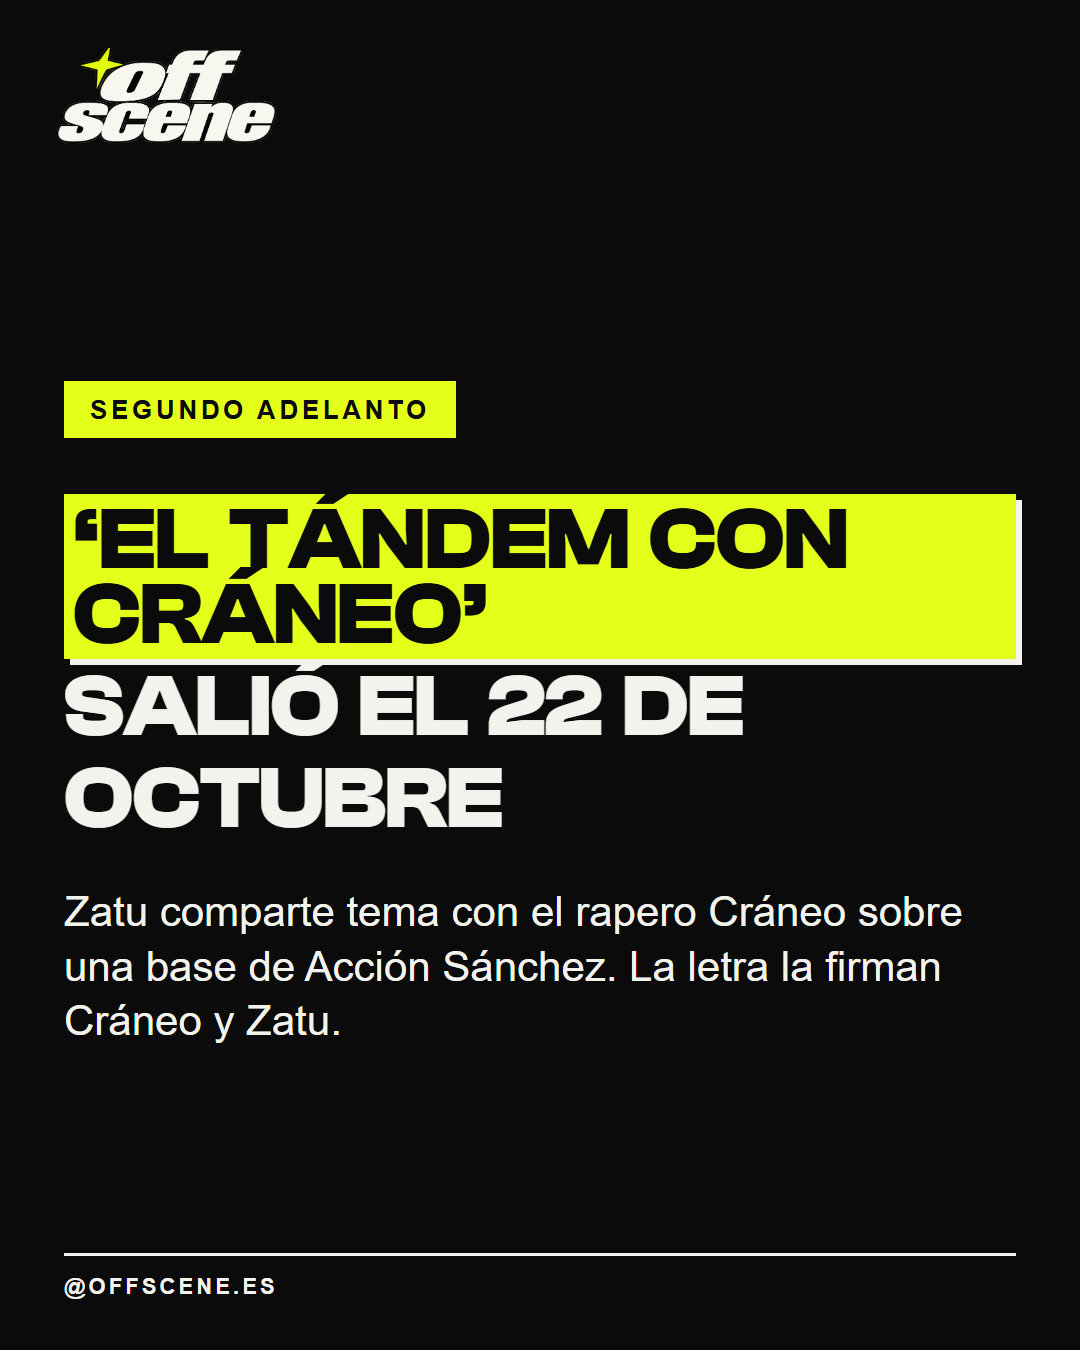 off
scene
SEGUNDO ADELANTO
‘EL TÁNDEM CON
CRÁNEO’
SALIÓ EL 22 DE
OCTUBRE
Zatu comparte tema con el rapero Cráneo sobre
una base de Acción Sánchez. La letra la firman
Cráneo y Zatu.
@OFFSCENE.ES